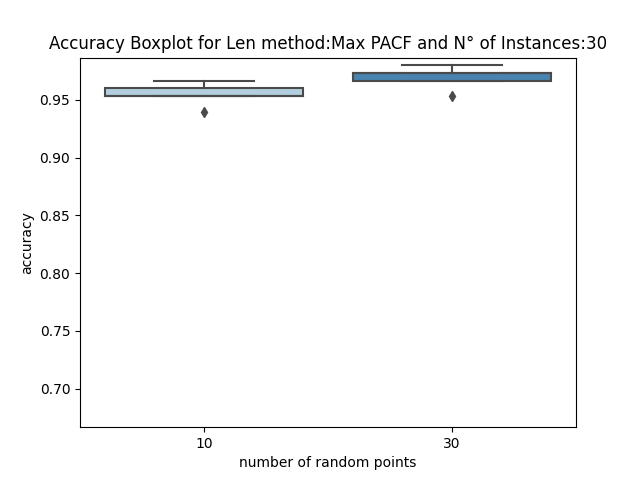 Accuracy Boxplot for Len method:Max PACF and N° of Instances:30
accuracy
0.95
0.90
0.85
0.80
0.75
0.70
10
30
number of random points